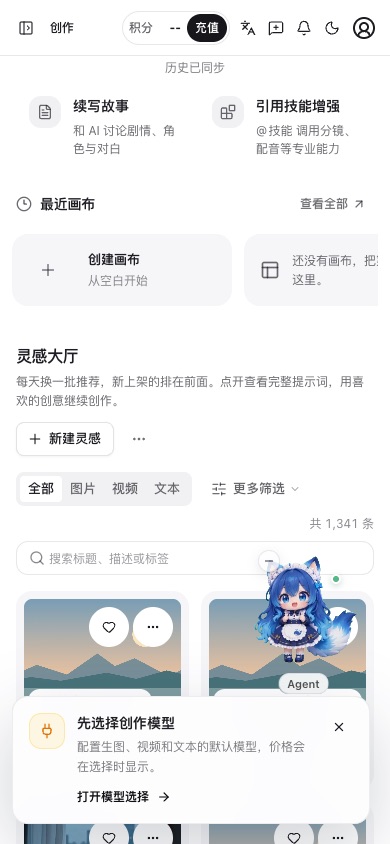 创作
积分 -- 充值
历史已同步
续写故事
和 AI 讨论剧情、角
色与对白
引用技能增强
@技能 调用分镜、
配音等专业能力
最近画布
查看全部
创建画布
从空白开始
还没有画布，把
这里。
灵感大厅
每天换一批推荐，新上架的排在前面。点开查看完整提示词，用喜
欢的创意继续创作。
新建灵感
全部 图片 视频 文本 更多筛选
共 1,341 条
搜索标题、描述或标签
Agent
先选择创作模型
配置生图、视频和文本的默认模型，价格会
在选择时显示。
打开模型选择